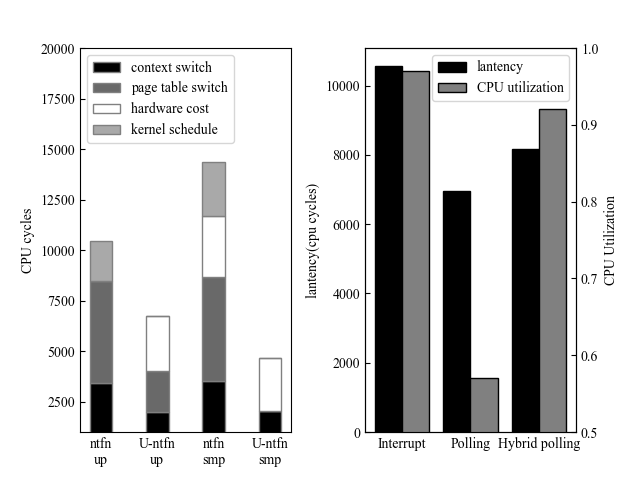 20000
17500
15000
12500
10000
7500
5000
2500
CPU cycles
context switch
page table switch
hardware cost
kernel schedule
ntfn
up
U-ntfn
up
ntfn
smp
U-ntfn
smp
10000
8000
6000
4000
2000
0
lantency(cpu cycles)
lantency
CPU utilization
Interrupt
Polling
Hybrid polling
1.0
0.9
0.8
0.7
0.6
0.5
CPU Utilization